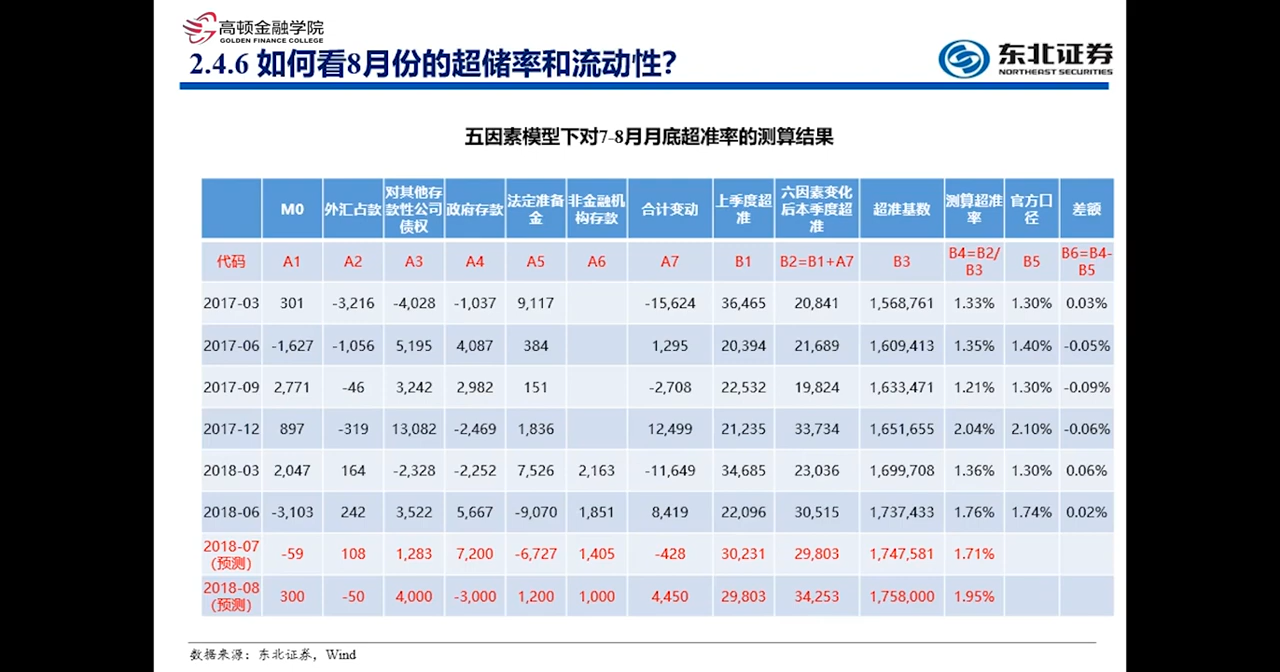 高顿金融学院
GOLDEN FINANCE COLLEGE
2.4.6 如何看8月份的超储率和流动性？
东北证券
NORTHEAST SECURITIES
五因素模型下对7-8月月底超准率的测算结果
M0 外汇占款 对其他存款性公司债权 政府存款 法定准备金 非金融机构存款 合计变动 上季度超准 六因素变化后本季度超准 超准基数 测算超准率 官方口径 差额
代码 A1 A2 A3 A4 A5 A6 A7 B1 B2=B1+A7 B3 B4=B2/B3 B5 B6=B4-B5
2017-03 301 -3,216 -4,028 -1,037 9,117 -15,624 36,465 20,841 1,568,761 1.33% 1.30% 0.03%
2017-06 -1,627 -1,056 5,195 4,087 384 1,295 20,394 21,689 1,609,413 1.35% 1.40% -0.05%
2017-09 2,771 -46 3,242 2,982 151 -2,708 22,532 19,824 1,633,471 1.21% 1.30% -0.09%
2017-12 897 -319 13,082 -2,469 1,836 12,499 21,235 33,734 1,651,655 2.04% 2.10% -0.06%
2018-03 2,047 164 -2,328 -2,252 7,526 2,163 -11,649 34,685 23,036 1,699,708 1.36% 1.30% 0.06%
2018-06 -3,103 242 3,522 5,667 -9,070 1,851 8,419 22,096 30,515 1,737,433 1.76% 1.74% 0.02%
2018-07 (预测) -59 108 1,283 7,200 -6,727 1,405 -428 30,231 29,803 1,747,581 1.71%
2018-08 (预测) 300 -50 4,000 -3,000 1,200 1,000 4,450 29,803 34,253 1,758,000 1.95%
数据来源：东北证券，Wind